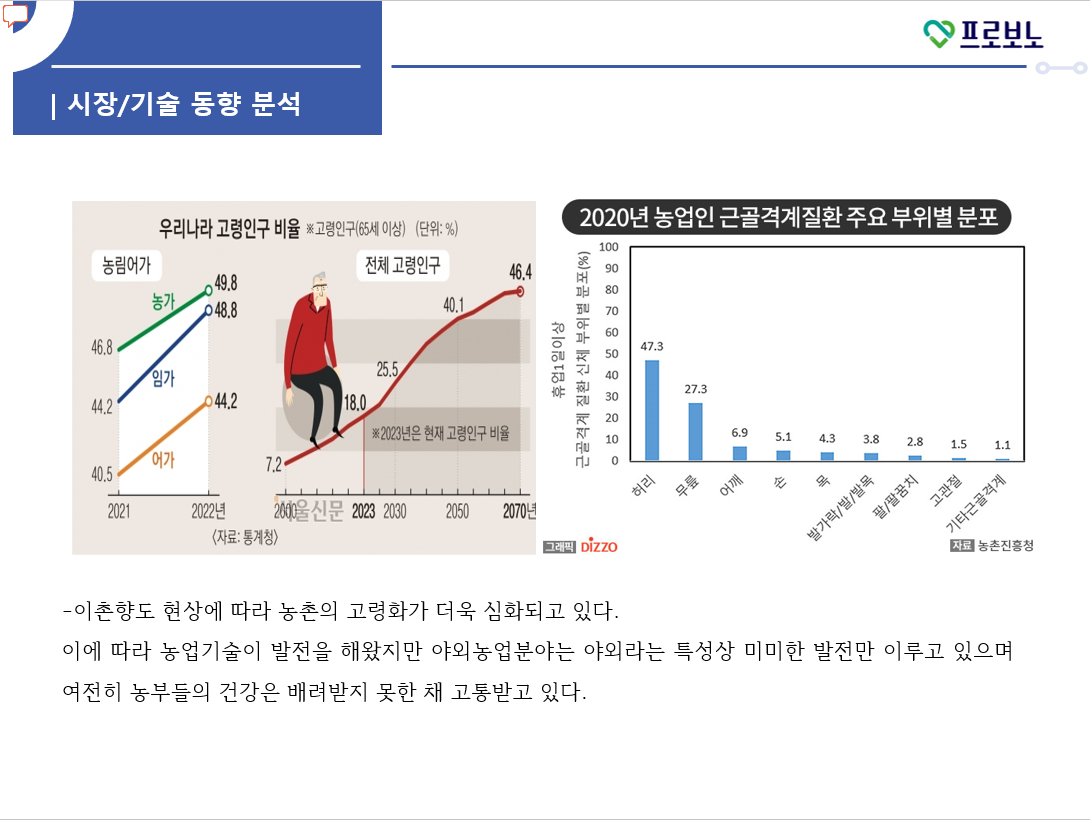 프로보노
| 시장/기술 동향 분석
우리나라 고령인구 비율 ※고령인구(65세 이상) (단위: %)
농림어가
농가
임가
어가
49.8
48.8
46.8
44.2
44.2
40.5
2021
2022년
전체 고령인구
46.4
40.1
25.5
18.0
7.2
※2023년은 현재 고령인구 비율
2000
서울신문
2023
2030
2050
2070년
<자료: 통계청>
2020년 농업인 근골격계질환 주요 부위별 분포
휴업1일이상
근골격계 질환 신체 부위별 분포(%)
100
90
80
70
60
50
40
30
20
10
0
47.3
27.3
6.9
5.1
4.3
3.8
2.8
1.5
1.1
허리
무릎
어깨
손
목
발가락/발/발목
팔/팔꿈치
고관절
기타근골격계
그래픽 DIZZO
자료 농촌진흥청
-이촌향도 현상에 따라 농촌의 고령화가 더욱 심화되고 있다.
이에 따라 농업기술이 발전을 해왔지만 야외농업분야는 야외라는 특성상 미미한 발전만 이루고 있으며
여전히 농부들의 건강은 배려받지 못한 채 고통받고 있다.